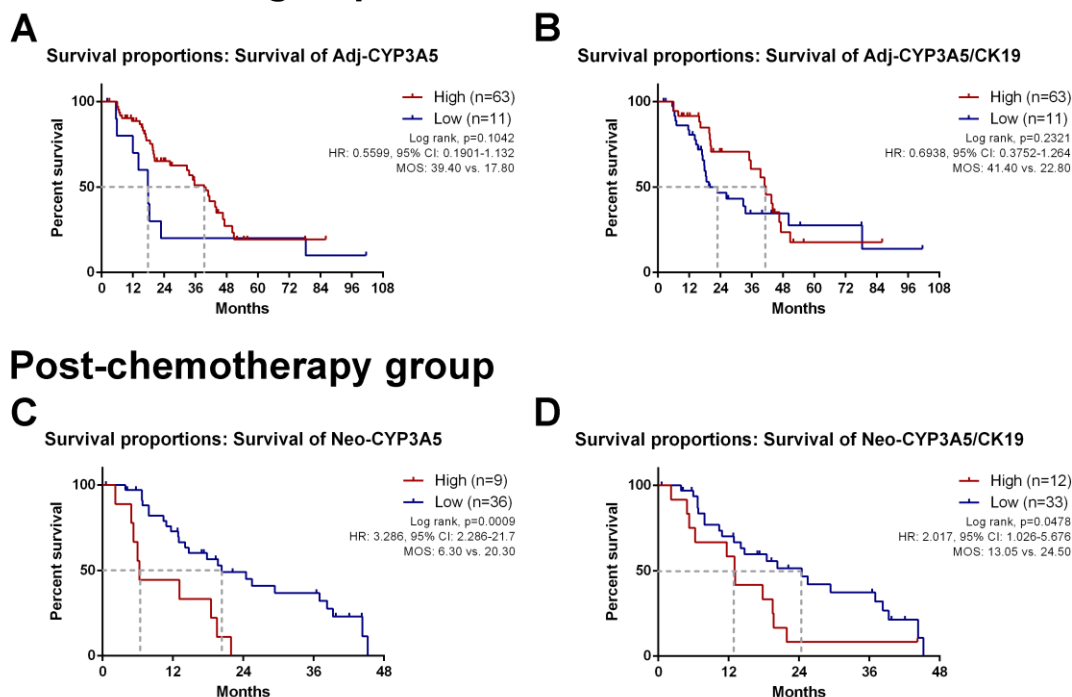 A
Survival proportions: Survival of Adj-CYP3A5
High (n=63)
Low (n=11)
Log rank, p=0.1042
HR: 0.5599, 95% CI: 0.1901-1.132
MOS: 39.40 vs. 17.80
Percent survival
100
50
0
0 12 24 36 48 60 72 84 96 108
Months
B
Survival proportions: Survival of Adj-CYP3A5/CK19
High (n=63)
Low (n=11)
Log rank, p=0.2321
HR: 0.6938, 95% CI: 0.3752-1.264
MOS: 41.40 vs. 22.80
Percent survival
100
50
0
0 12 24 36 48 60 72 84 96 108
Months
Post-chemotherapy group
C
Survival proportions: Survival of Neo-CYP3A5
High (n=9)
Low (n=36)
Log rank, p=0.0009
HR: 3.286, 95% CI: 2.286-21.7
MOS: 6.30 vs. 20.30
Percent survival
100
50
0
0 12 24 36 48
Months
D
Survival proportions: Survival of Neo-CYP3A5/CK19
High (n=12)
Low (n=33)
Log rank, p=0.0478
HR: 2.017, 95% CI: 1.026-5.676
MOS: 13.05 vs. 24.50
Percent survival
100
50
0
0 12 24 36 48
Months